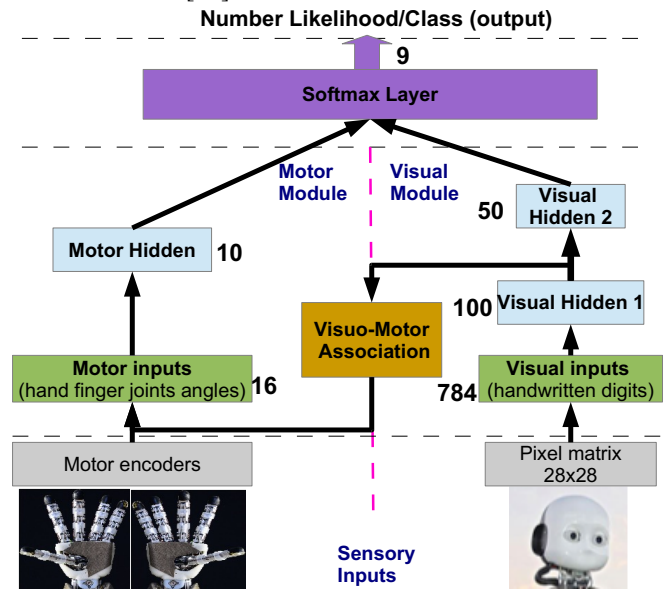 Number Likelihood/Class (output)
9
Softmax Layer
Motor
Module
Visual
Module
50
Visual
Hidden 2
Motor Hidden
10
100
Visual Hidden 1
Visuo-Motor
Association
Motor inputs
(hand finger joints angles)
16
784
Visual inputs
(handwritten digits)
Motor encoders
Pixel matrix
28x28
Sensory
Inputs